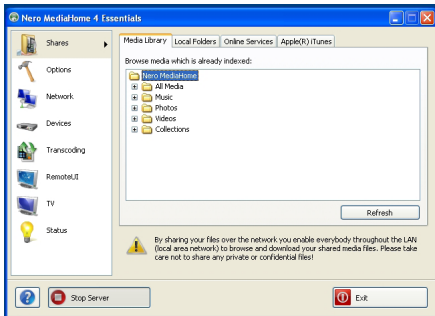 Nero MediaHome 4 Essentials
Shares
Options
Network
Devices
Transcoding
RemoteUI
TV
Status
Media Library
Local Folders
Online Services
Apple(R) iTunes
Browse media which is already indexed:
Nero MediaHome
All Media
Music
Photos
Videos
Collections
Refresh
By sharing your files over the network you enable everybody throughout the LAN
(local area network) to browse and download your shared media files. Please take
care not to share any private or confidential files!
Stop Server
Exit